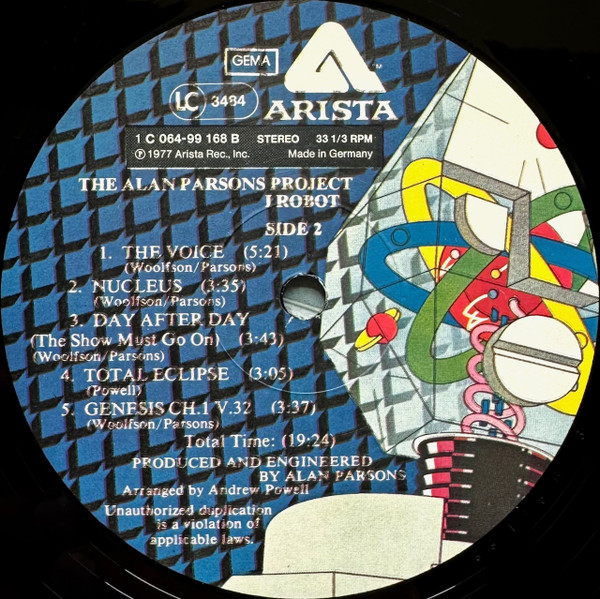 GEMA
LC 3484
ARISTA™
1 C 064-99 168 B STEREO 33 1/3 RPM
℗ 1977 Arista Rec., Inc. Made in Germany
THE ALAN PARSONS PROJECT
I ROBOT
SIDE 2
1. THE VOICE (5:21)
(Woolfson/Parsons)
2. NUCLEUS (3:35)
(Woolfson/Parsons)
3. DAY AFTER DAY
(The Show Must Go On) (3:43)
(Woolfson/Parsons)
4. TOTAL ECLIPSE (3:05)
(Powell)
5. GENESIS CH.1 V.32 (3:37)
(Woolfson/Parsons)
Total Time: (19:24)
PRODUCED AND ENGINEERED
BY ALAN PARSONS
Arranged by Andrew Powell
Unauthorized duplication
is a violation of
applicable laws.